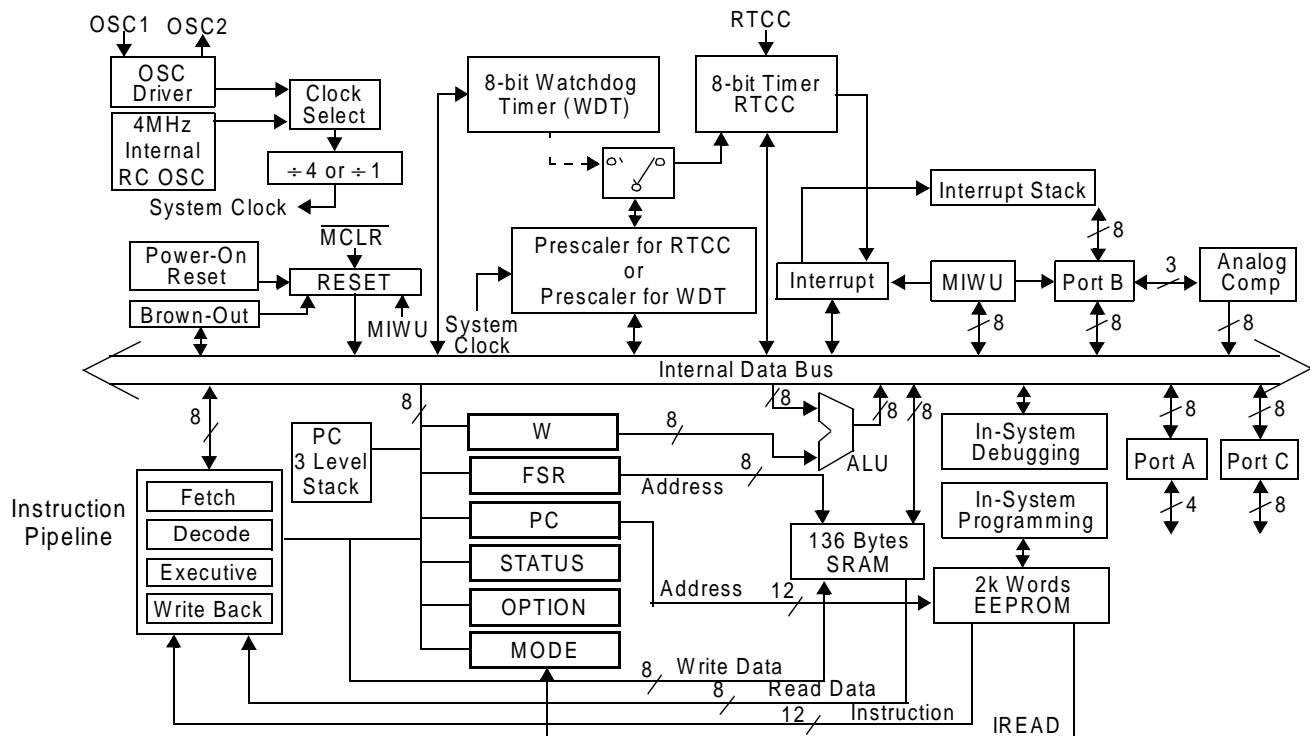 OSC1
OSC2
RTCC
OSC
Driver
Clock
Select
4MHz
Internal
RC OSC
÷4 or ÷1
System Clock
8-bit Watchdog
Timer (WDT)
8-bit Timer
RTCC
Interrupt Stack
8
MCLR
Power-On
Reset
RESET
Brown-Out
MIWU
System
Clock
Prescaler for RTCC
or
Prescaler for WDT
Interrupt
MIWU
Port B
3
Analog
Comp
8
8
8
Internal Data Bus
8
8
8
8
8
8
8
PC
3 Level
Stack
W
8
ALU
FSR
8
Address
PC
STATUS
OPTION
MODE
In-System
Debugging
Port A
Port C
4
8
In-System
Programming
Instruction
Pipeline
Fetch
Decode
Executive
Write Back
136 Bytes
SRAM
Address
12
2k Words
EEPROM
8
Write Data
8
Read Data
12
Instruction
IREAD